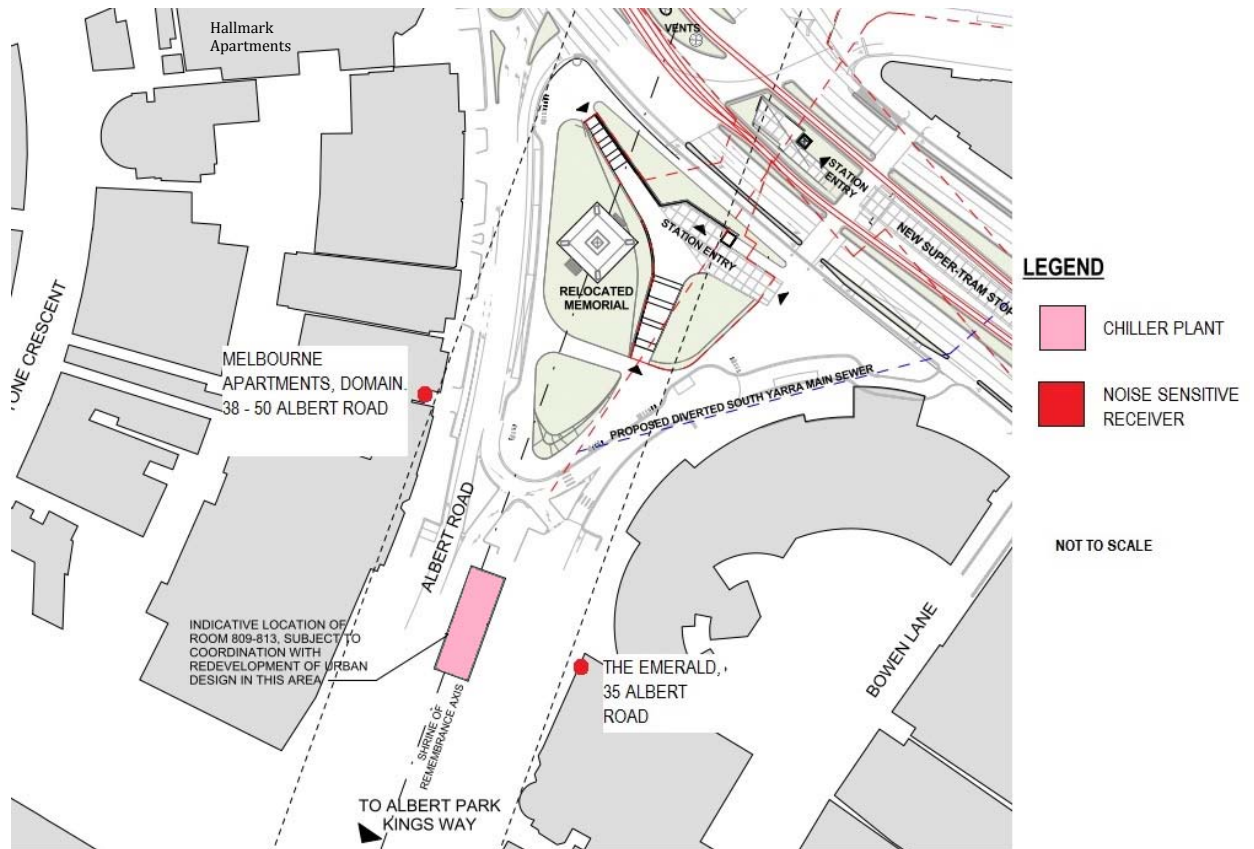 Hallmark
Apartments
VENTS
STATION
ENTRY
NEW SUPER-TRAM STOP
STATION ENTRY
RELOCATED
MEMORIAL
MELBOURNE
APARTMENTS, DOMAIN.
38 - 50 ALBERT ROAD
PROPOSED DIVERTED SOUTH YARRA MAIN SEWER
ALBERT ROAD
INDICATIVE LOCATION OF
ROOM 809-813, SUBJECT TO
COORDINATION WITH
REDEVELOPMENT OF URBAN
DESIGN IN THIS AREA
THE EMERALD,
35 ALBERT
ROAD
BOWEN LANE
SHRINE OF
REMEMBRANCE AXIS
TO ALBERT PARK
KINGS WAY
LEGEND
CHILLER PLANT
NOISE SENSITIVE
RECEIVER
NOT TO SCALE
CRESCENT